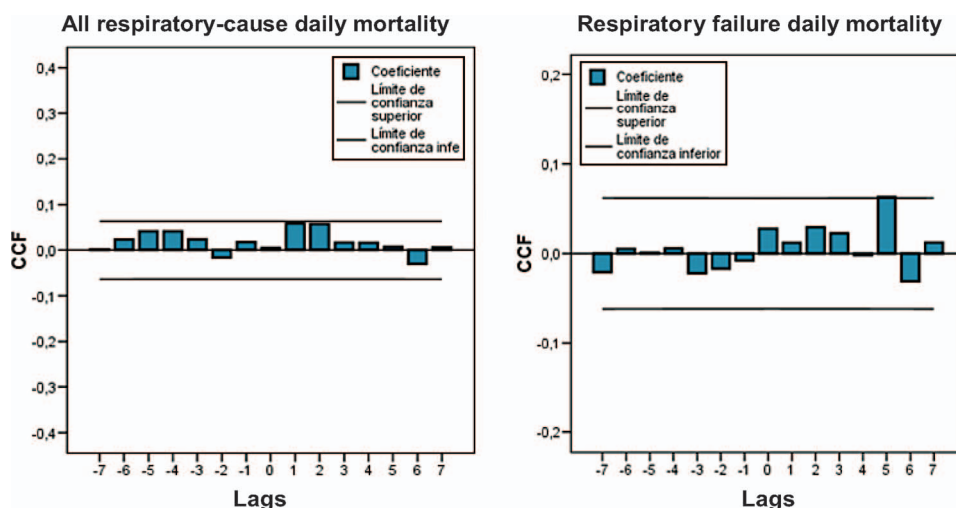 All respiratory-cause daily mortality
0,4
0,3
0,2
0,1
0,0
-0,1
-0,2
-0,3
-0,4
CCF
Coeficiente
Límite de
confianza
superior
Límite de
confianza infe
-7 -6 -5 -4 -3 -2 -1 0 1 2 3 4 5 6 7
Lags
Respiratory failure daily mortality
0,2
0,1
0,0
-0,1
-0,2
CCF
Coeficiente
Límite de
confianza
superior
Límite de
confianza inferior
-7 -6 -5 -4 -3 -2 -1 0 1 2 3 4 5 6 7
Lags